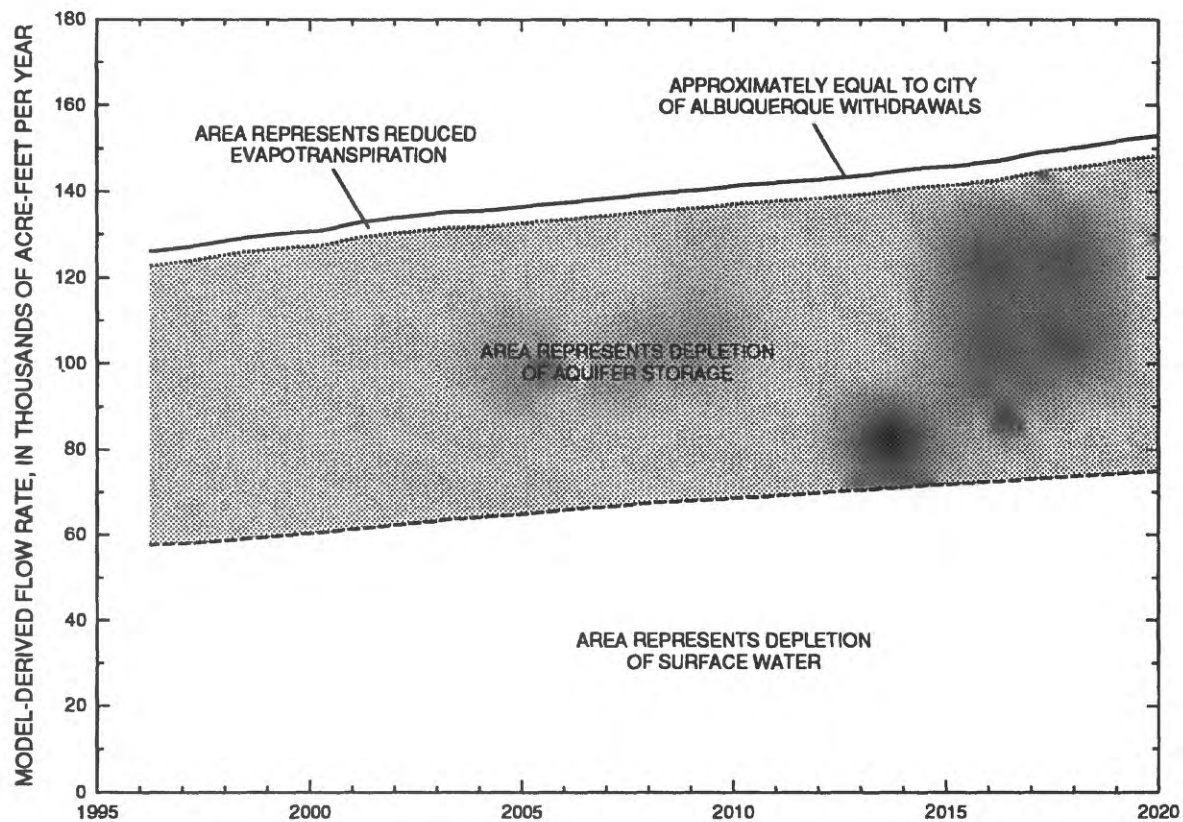 MODEL-DERIVED FLOW RATE, IN THOUSANDS OF ACRE-FEET PER YEAR
180
160
140
120
100
80
60
40
20
0
APPROXIMATELY EQUAL TO CITY
OF ALBUQUERQUE WITHDRAWALS
AREA REPRESENTS REDUCED
EVAPOTRANSPIRATION
AREA REPRESENTS DEPLETION
OF AQUIFER STORAGE
AREA REPRESENTS DEPLETION
OF SURFACE WATER
1995
2000
2005
2010
2015
2020